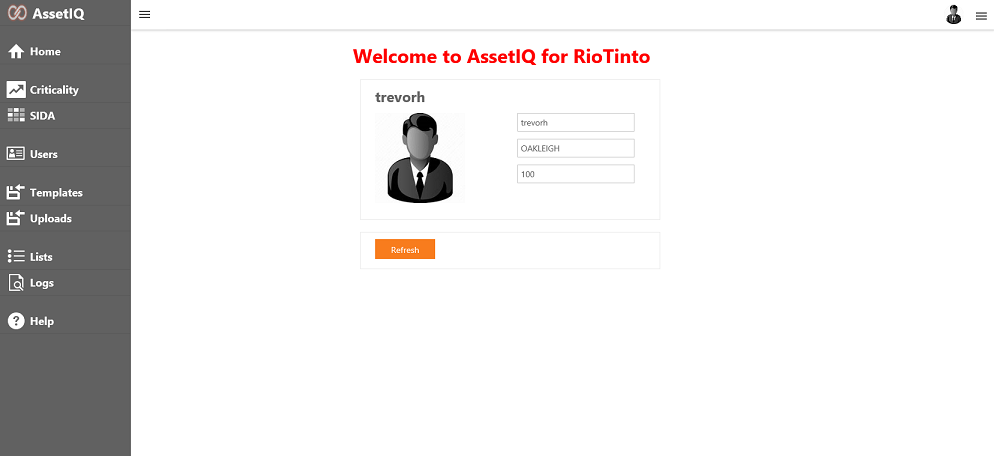 AssetIQ
Home
Criticality
SIDA
Users
Templates
Uploads
Lists
Logs
Help
Welcome to AssetIQ for RioTinto
trevorh
trevorh
OAKLEIGH
100
Refresh